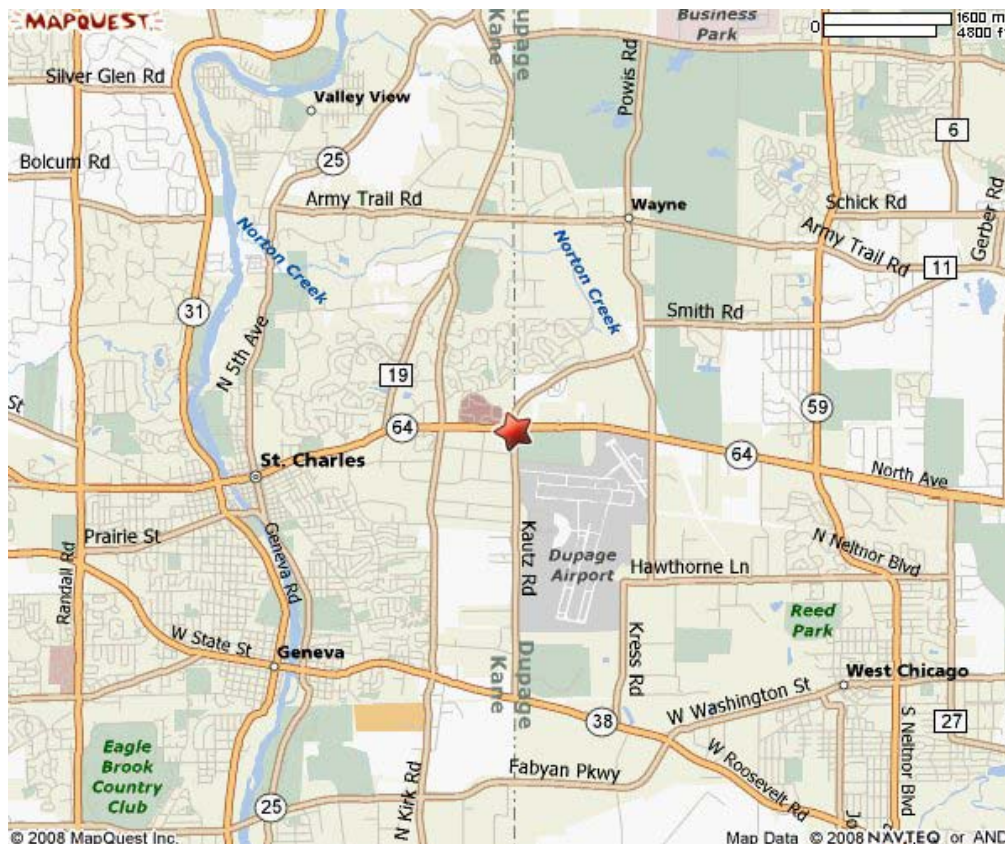 MAPQUEST
Kane
Dupage
Business
Park
0
1600 m
4800 ft
Silver Glen Rd
Valley View
Powis Rd
6
Bolcum Rd
25
Army Trail Rd
Wayne
Schick Rd
Gerber Rd
Norton Creek
Norton Creek
Army Trail Rd
11
31
Smith Rd
N 5th Ave
19
St
64
59
64
St. Charles
North Ave
Prairie St
Geneva Rd
Kautz Rd
Dupage
Airport
Hawthorne Ln
N Neltnor Blvd
Randall Rd
Reed
Park
W State St
Geneva
Kane
Dupage
Kress Rd
West Chicago
W Washington St
38
27
Eagle
Brook
Country
Club
W Roosevelt Rd
S Neltnor Blvd
Fabyan Pkwy
N Kirk Rd
25
© 2008 MapQuest Inc.
Map Data © 2008 NAVTEQ or AND